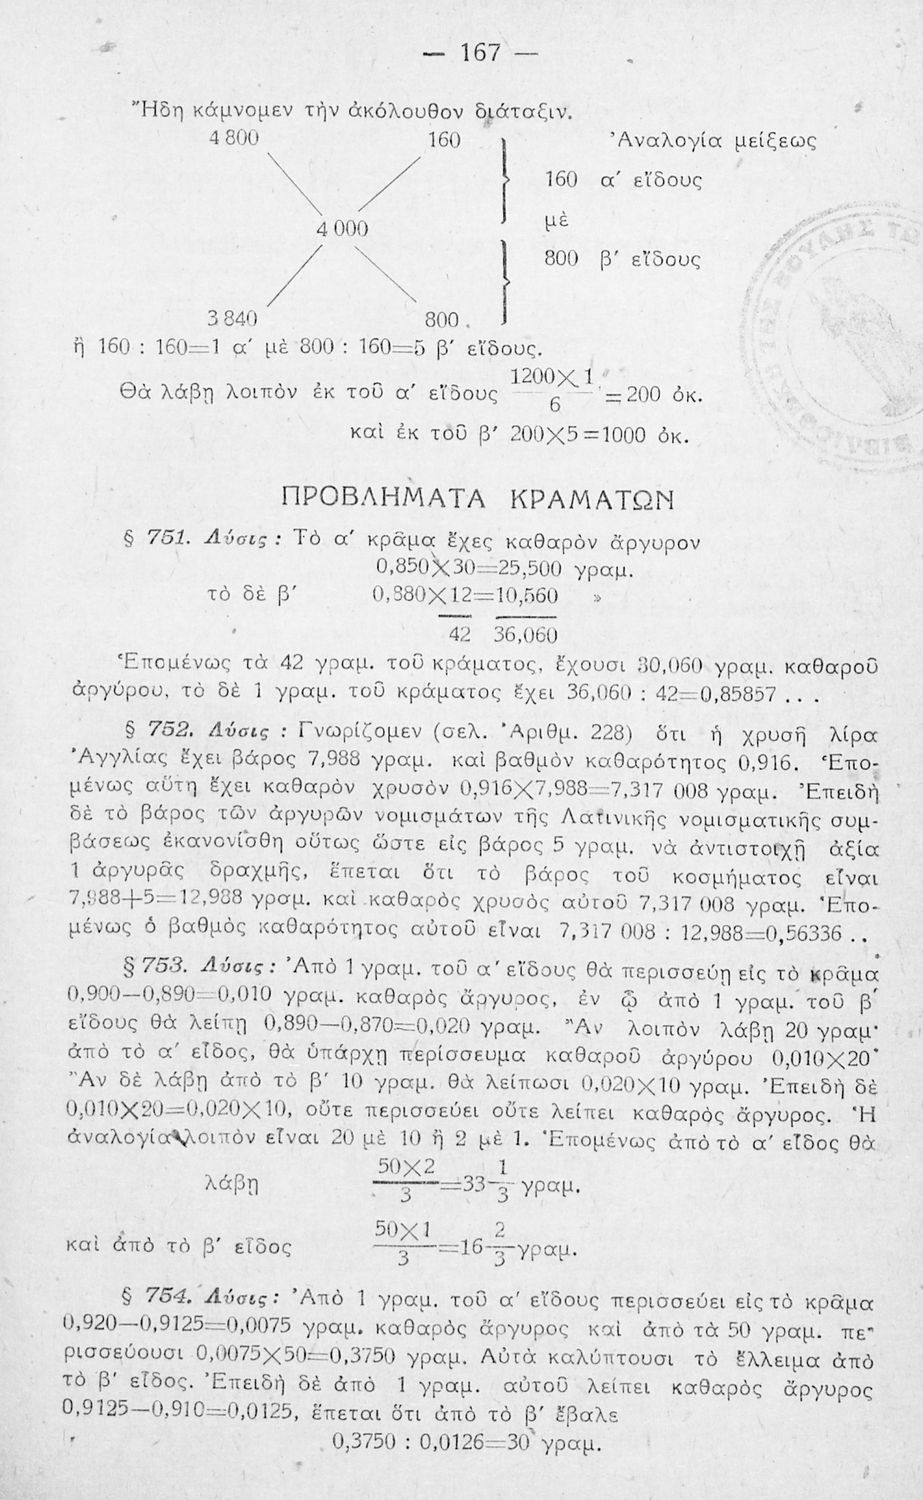 — 167 —
Ἤδη κάμνομεν τὴν ἀκόλουθον διάταξιν.
4 800 160 Ἀναλογία μείξεως
160 α′ εἴδους
4 000 μὲ
800 β′ εἴδους
3 840 800.
ἢ 160 : 160=1 α′ μὲ 800 : 160=5 β′ εἴδους.
Θὰ λάβῃ λοιπὸν ἐκ τοῦ α′ εἴδους 1200×1/6=200 ὀκ.
καὶ ἐκ τοῦ β′ 200×5=1000 ὀκ.
ΠΡΟΒΛΗΜΑΤΑ ΚΡΑΜΑΤΩΝ
§ 751. Λύσις : Τὸ α′ κρᾶμα ἔχες καθαρὸν ἄργυρον
0,850×30=25,500 γραμ.
τὸ δὲ β′ 0,880×12=10,560 »
42 36,060
Ἑπομένως τὰ 42 γραμ. τοῦ κράματος, ἔχουσι 30,060 γραμ. καθαροῦ
ἀργύρου, τὸ δὲ 1 γραμ. τοῦ κράματος ἔχει 36,060 : 42=0,85857 . . .
§ 752. Λύσις : Γνωρίζομεν (σελ. Ἀριθμ. 228) ὅτι ἡ χρυσῆ λίρα
Ἀγγλίας ἔχει βάρος 7,988 γραμ. καὶ βαθμὸν καθαρότητος 0,916. Ἑπο-
μένως αὕτη ἔχει καθαρὸν χρυσὸν 0,916×7,988=7,317 008 γραμ. Ἐπειδὴ
δὲ τὸ βάρος τῶν ἀργυρῶν νομισμάτων τῆς Λατινικῆς νομισματικῆς συμ-
βάσεως ἐκανονίσθη οὕτως ὥστε εἰς βάρος 5 γραμ. νὰ ἀντιστοιχῇ ἀξία
1 ἀργυρᾶς δραχμῆς, ἕπεται ὅτι τὸ βάρος τοῦ κοσμήματος εἶναι
7,988+5=12,988 γραμ. καὶ καθαρὸς χρυσὸς αὐτοῦ 7,317 008 γραμ. Ἑπο-
μένως ὁ βαθμὸς καθαρότητος αὐτοῦ εἶναι 7,317 008 : 12,988=0,56336 . .
§ 753. Λύσις : Ἀπὸ 1 γραμ. τοῦ α′ εἴδους θὰ περισσεύῃ εἰς τὸ κρᾶμα
0,900—0,890=0,010 γραμ. καθαρὸς ἄργυρος, ἐν ᾧ ἀπὸ 1 γραμ. τοῦ β′
εἴδους θὰ λείπῃ 0,890—0,870=0,020 γραμ. Ἂν λοιπὸν λάβῃ 20 γραμ·
ἀπὸ τὸ α′ εἶδος, θὰ ὑπάρχῃ περίσσευμα καθαροῦ ἀργύρου 0,010×20·
Ἂν δὲ λάβῃ ἀπὸ τὸ β′ 10 γραμ. θὰ λείπωσι 0,020×10 γραμ. Ἐπειδὴ δὲ
0,010×20=0,020×10, οὔτε περισσεύει οὔτε λείπει καθαρὸς ἄργυρος. Ἡ
ἀναλογία λοιπὸν εἶναι 20 μὲ 10 ἢ 2 μὲ 1. Ἑπομένως ἀπὸ τὸ α′ εἶδος θὰ
λάβῃ 50×2/3=33 1/3 γραμ.
καὶ ἀπὸ τὸ β′ εἶδος 50×1/3=16 2/3 γραμ.
§ 754. Λύσις : Ἀπὸ 1 γραμ. τοῦ α′ εἴδους περισσεύει εἰς τὸ κρᾶμα
0,920—0,9125=0,0075 γραμ. καθαρὸς ἄργυρος καὶ ἀπὸ τὰ 50 γραμ. πε-
ρισσεύουσι 0,0075×50=0,3750 γραμ. Αὐτὰ καλύπτουσι τὸ ἔλλειμα ἀπὸ
τὸ β′ εἶδος. Ἐπειδὴ δὲ ἀπὸ 1 γραμ. αὐτοῦ λείπει καθαρὸς ἄργυρος
0,9125—0,910=0,0125, ἕπεται ὅτι ἀπὸ τὸ β′ ἔβαλε
0,3750 : 0,0126=30 γραμ.